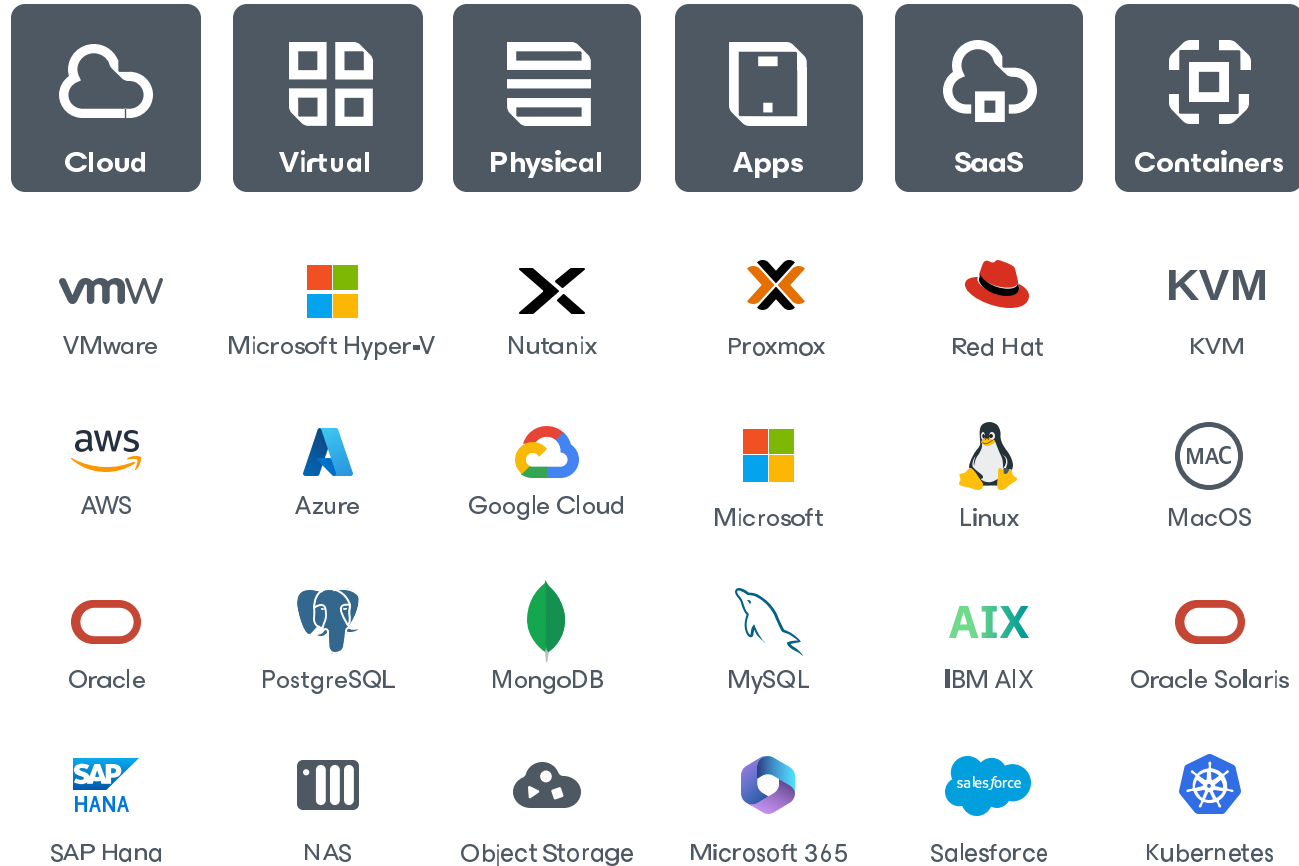 Cloud Virtual Physical Apps SaaS Containers
vmw KVM
VMware Microsoft Hyper-V Nutanix Proxmox Red Hat KVM
aws MAC
AWS Azure Google Cloud Microsoft Linux MacOS
AIX
Oracle PostgreSQL MongoDB MySQL IBM AIX Oracle Solaris
SAP salesforce
HANA
SAP Hana NAS Object Storage Microsoft 365 Salesforce Kubernetes